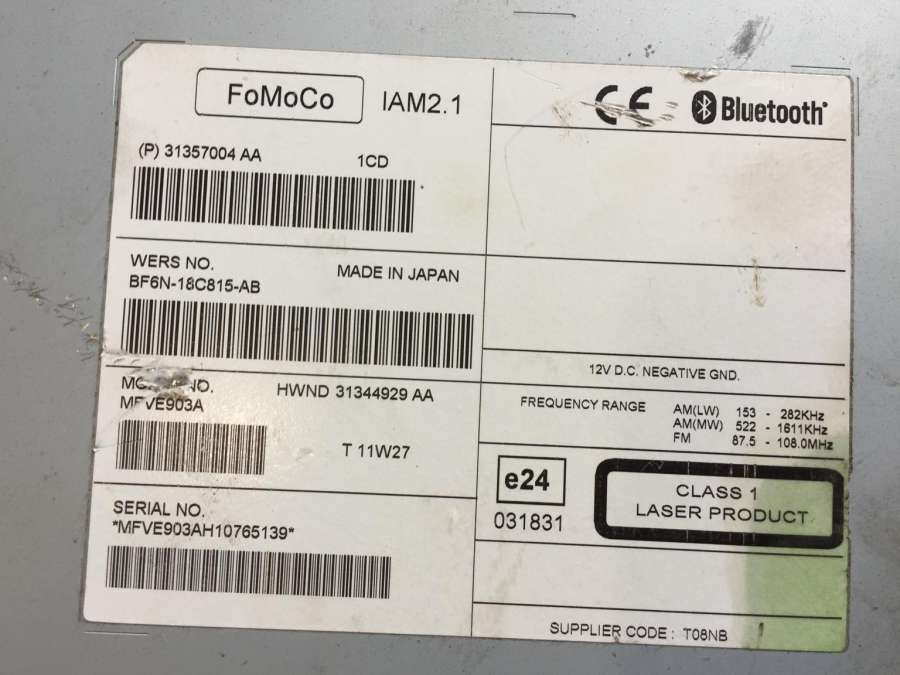 FoMoCo IAM2.1
(P) 31357004 AA 1CD
WERS NO.
BF6N-18C815-AB
MADE IN JAPAN
NO.
MFVE903A
HWND 31344929 AA
T 11W27
SERIAL NO.
*MFVE903AH10765139*
CE Bluetooth
12V D.C. NEGATIVE GND.
FREQUENCY RANGE AM(LW) 153 - 282KHz
AM(MW) 522 - 1611KHz
FM 87.5 - 108.0MHz
e24
031831
CLASS 1
LASER PRODUCT
SUPPLIER CODE : T08NB